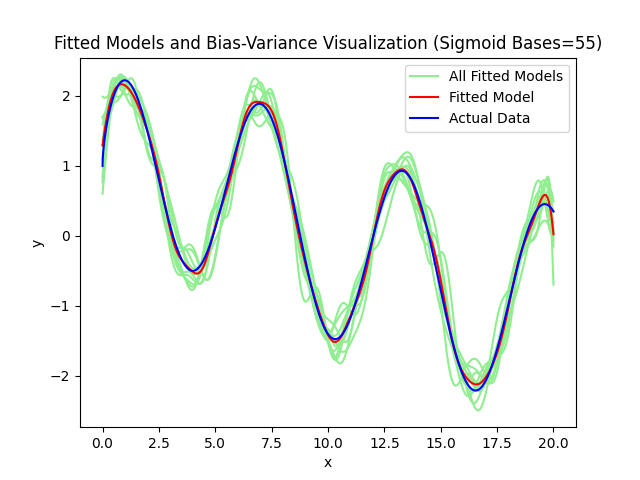 Fitted Models and Bias-Variance Visualization (Sigmoid Bases=55)
All Fitted Models
Fitted Model
Actual Data
2
1
0
−1
−2
y
0.0 2.5 5.0 7.5 10.0 12.5 15.0 17.5 20.0
x